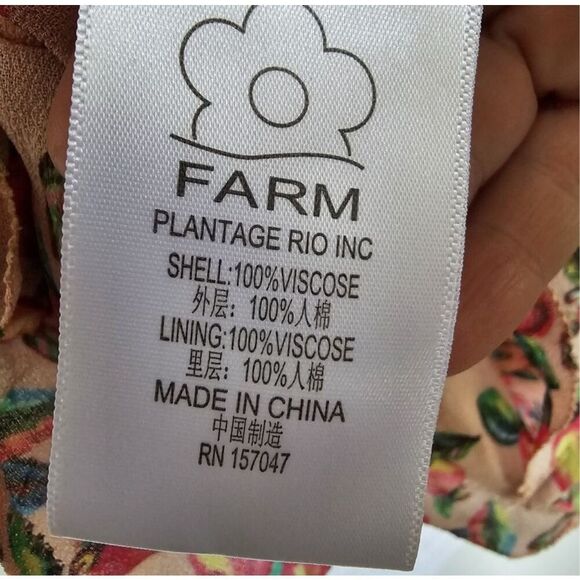 FARM
PLANTAGE RIO INC
SHELL:100%VISCOSE
外层：100%人棉
LINING:100%VISCOSE
里层：100%人棉
MADE IN CHINA
中国制造
RN 157047